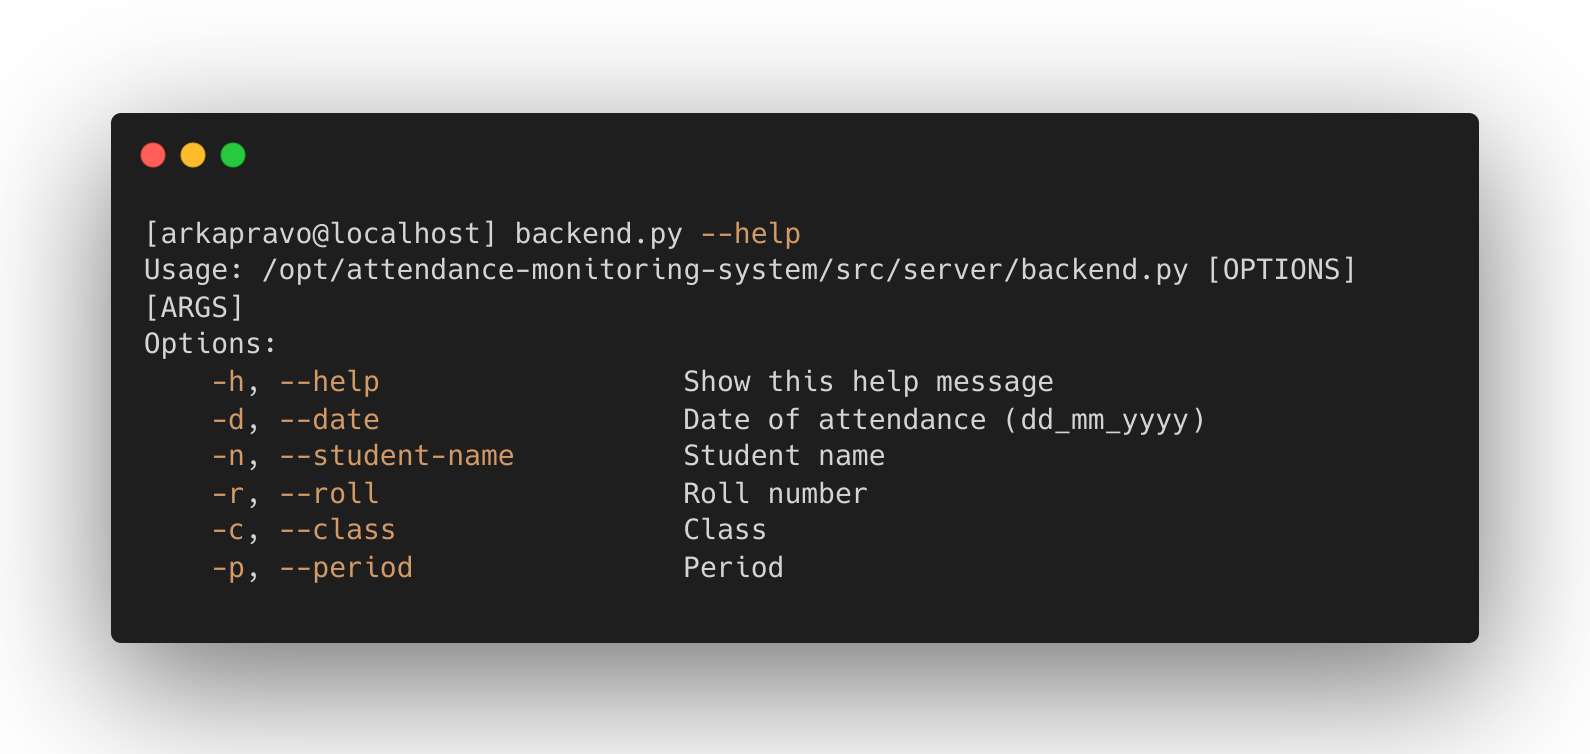 [arkapravo@localhost] backend.py --help
Usage: /opt/attendance-monitoring-system/src/server/backend.py [OPTIONS]
[ARGS]
Options:
    -h, --help                  Show this help message
    -d, --date                  Date of attendance (dd_mm_yyyy)
    -n, --student-name          Student name
    -r, --roll                  Roll number
    -c, --class                 Class
    -p, --period                Period